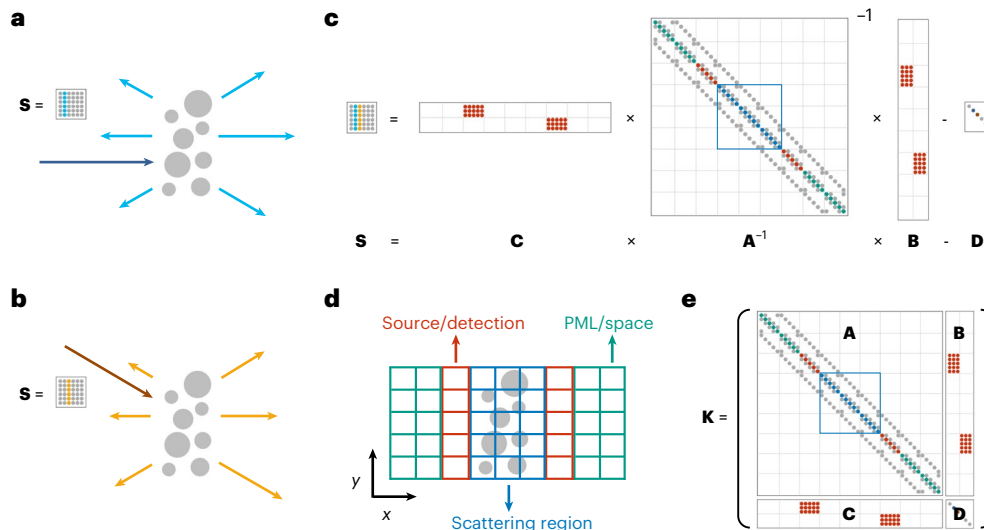 a
S =
b
S =
c
=
×
−1
×
-
S = C × A−1 × B - D
d
Source/detection PML/space
y
x
Scattering region
e
K =
A
B
C
D